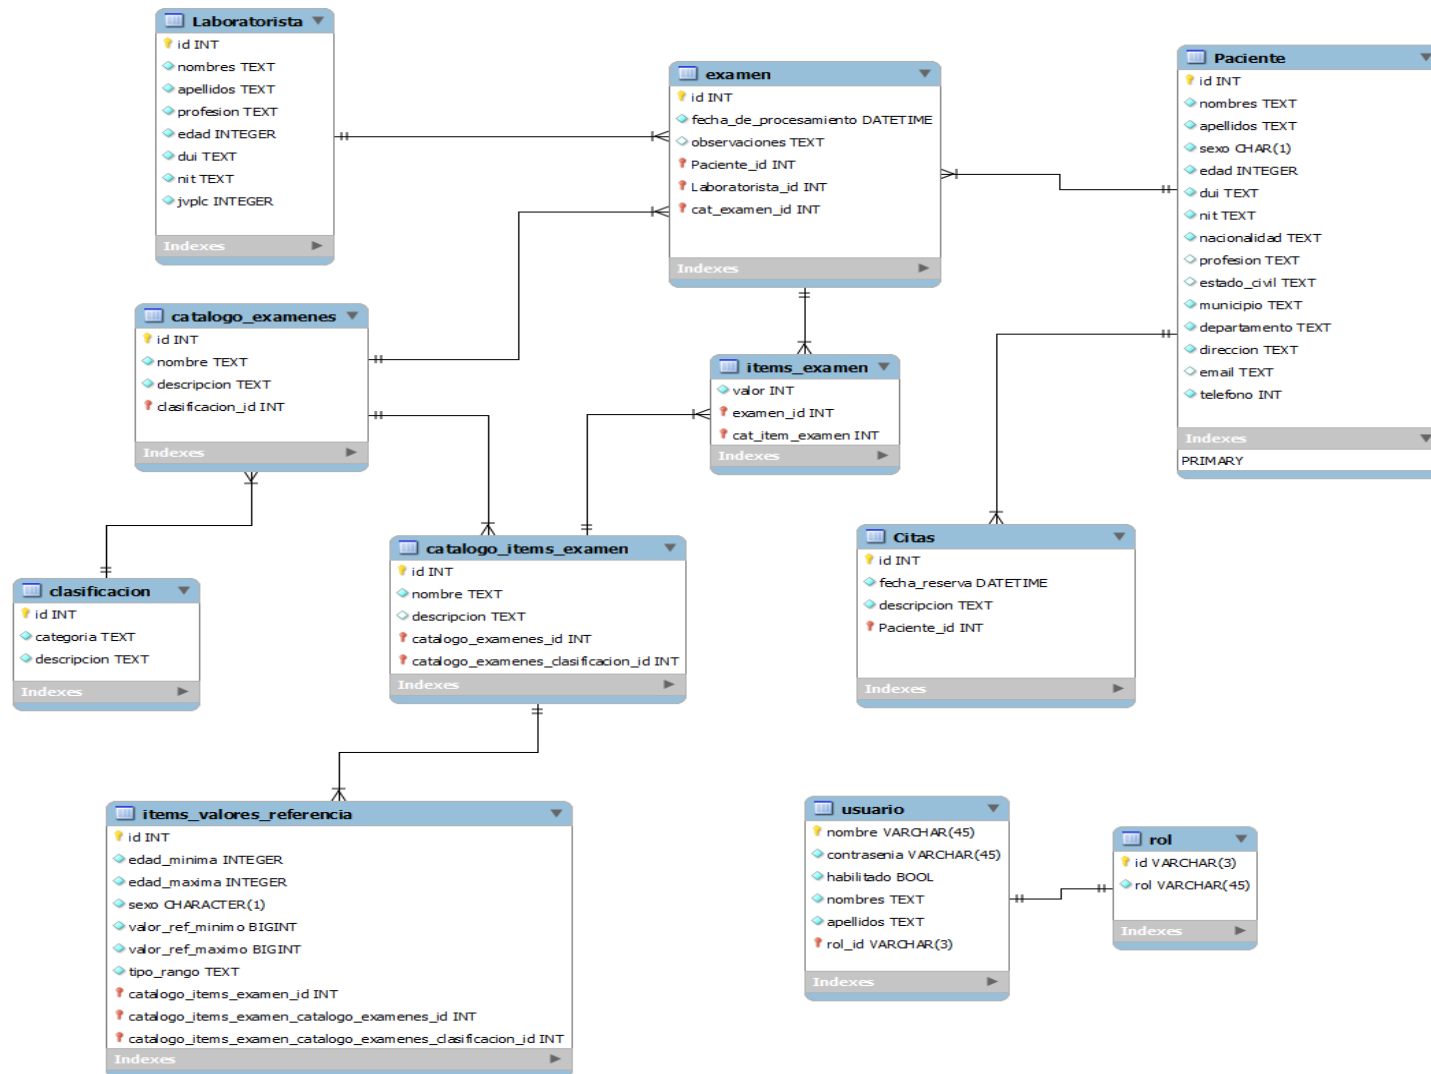 Laboratorista
id INT
nombres TEXT
apellidos TEXT
profesion TEXT
edad INTEGER
dui TEXT
nit TEXT
jvplc INTEGER
Indexes
examen
id INT
fecha_de_procesamiento DATETIME
observaciones TEXT
Paciente_id INT
Laboratorista_id INT
cat_examen_id INT
Indexes
Paciente
id INT
nombres TEXT
apellidos TEXT
sexo CHAR(1)
edad INTEGER
dui TEXT
nit TEXT
nacionalidad TEXT
profesion TEXT
estado_civil TEXT
municipio TEXT
departamento TEXT
direccion TEXT
email TEXT
telefono INT
Indexes
PRIMARY
catalogo_examenes
id INT
nombre TEXT
descripcion TEXT
clasificacion_id INT
Indexes
items_examen
valor INT
examen_id INT
cat_item_examen INT
Indexes
clasificacion
id INT
categoria TEXT
descripcion TEXT
Indexes
catalogo_items_examen
id INT
nombre TEXT
descripcion TEXT
catalogo_examenes_id INT
catalogo_examenes_clasificacion_id INT
Indexes
Citas
id INT
fecha_reserva DATETIME
descripcion TEXT
Paciente_id INT
Indexes
items_valores_referencia
id INT
edad_minima INTEGER
edad_maxima INTEGER
sexo CHARACTER(1)
valor_ref_minimo BIGINT
valor_ref_maximo BIGINT
tipo_rango TEXT
catalogo_items_examen_id INT
catalogo_items_examen_catalogo_examenes_id INT
catalogo_items_examen_catalogo_examenes_clasificacion_id INT
Indexes
usuario
nombre VARCHAR(45)
contrasenia VARCHAR(45)
habilitado BOOL
nombres TEXT
apellidos TEXT
rol_id VARCHAR(3)
Indexes
rol
id VARCHAR(3)
rol VARCHAR(45)
Indexes